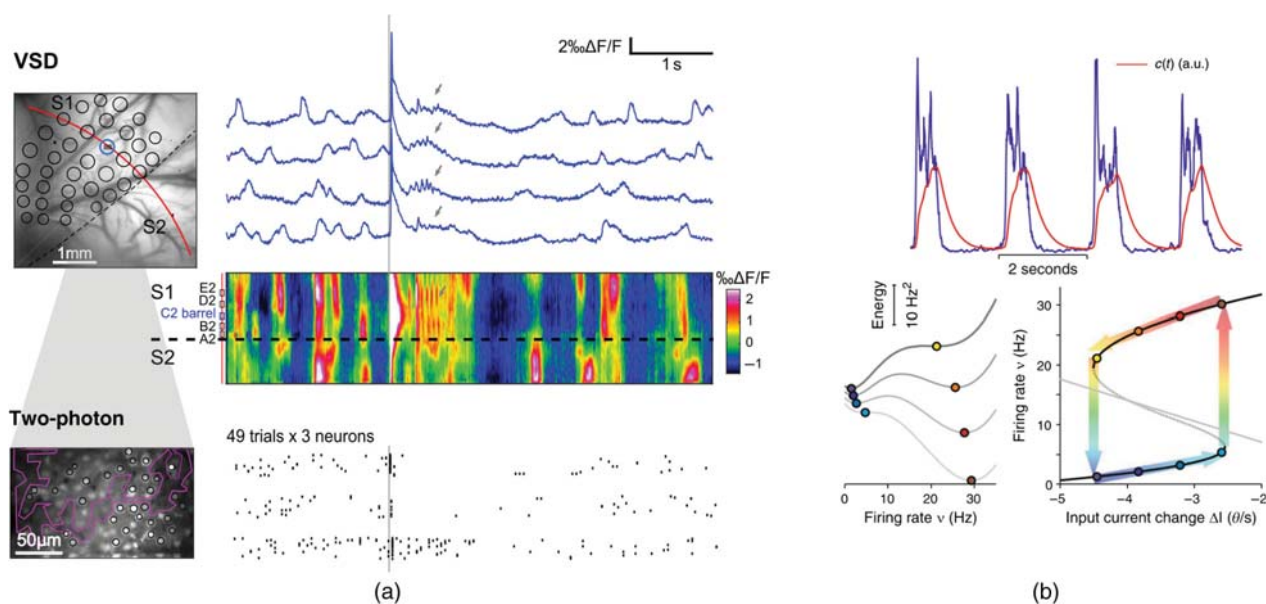 VSD
S1
S2
1mm
2‰ΔF/F
1 s
S1
E2
D2
C2 barrel
B2
A2
S2
‰ΔF/F
2
1
0
−1
Two-photon
50µm
49 trials x 3 neurons
(a)
c(t) (a.u.)
2 seconds
Energy
10 Hz²
0 10 20 30
Firing rate ν (Hz)
Firing rate ν (Hz)
30
20
10
0
−5 −4 −3 −2
Input current change ΔI (θ/s)
(b)